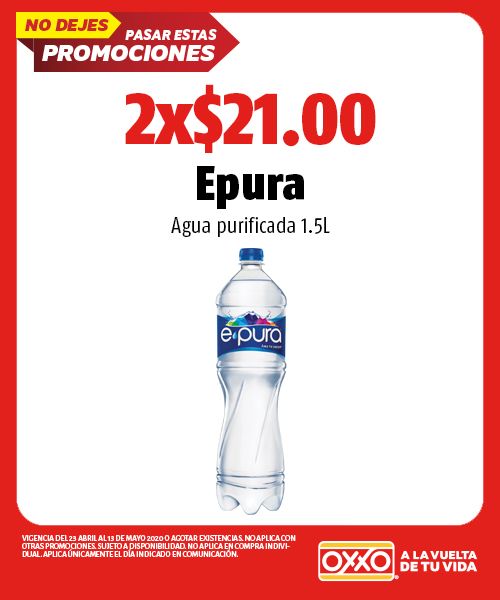 NO DEJES
PASAR ESTAS
PROMOCIONES
2x$21.00
Epura
Agua purificada 1.5L
e·pura
VIGENCIA DEL 23 ABRIL AL 13 DE MAYO 2020 O AGOTAR EXISTENCIAS. NO APLICA CON
OTRAS PROMOCIONES. SUJETO A DISPONIBILIDAD. NO APLICA EN COMPRA INDIVI-
DUAL. APLICA ÚNICAMENTE EL DÍA INDICADO EN COMUNICACIÓN.
OXXO
A LA VUELTA
DE TU VIDA